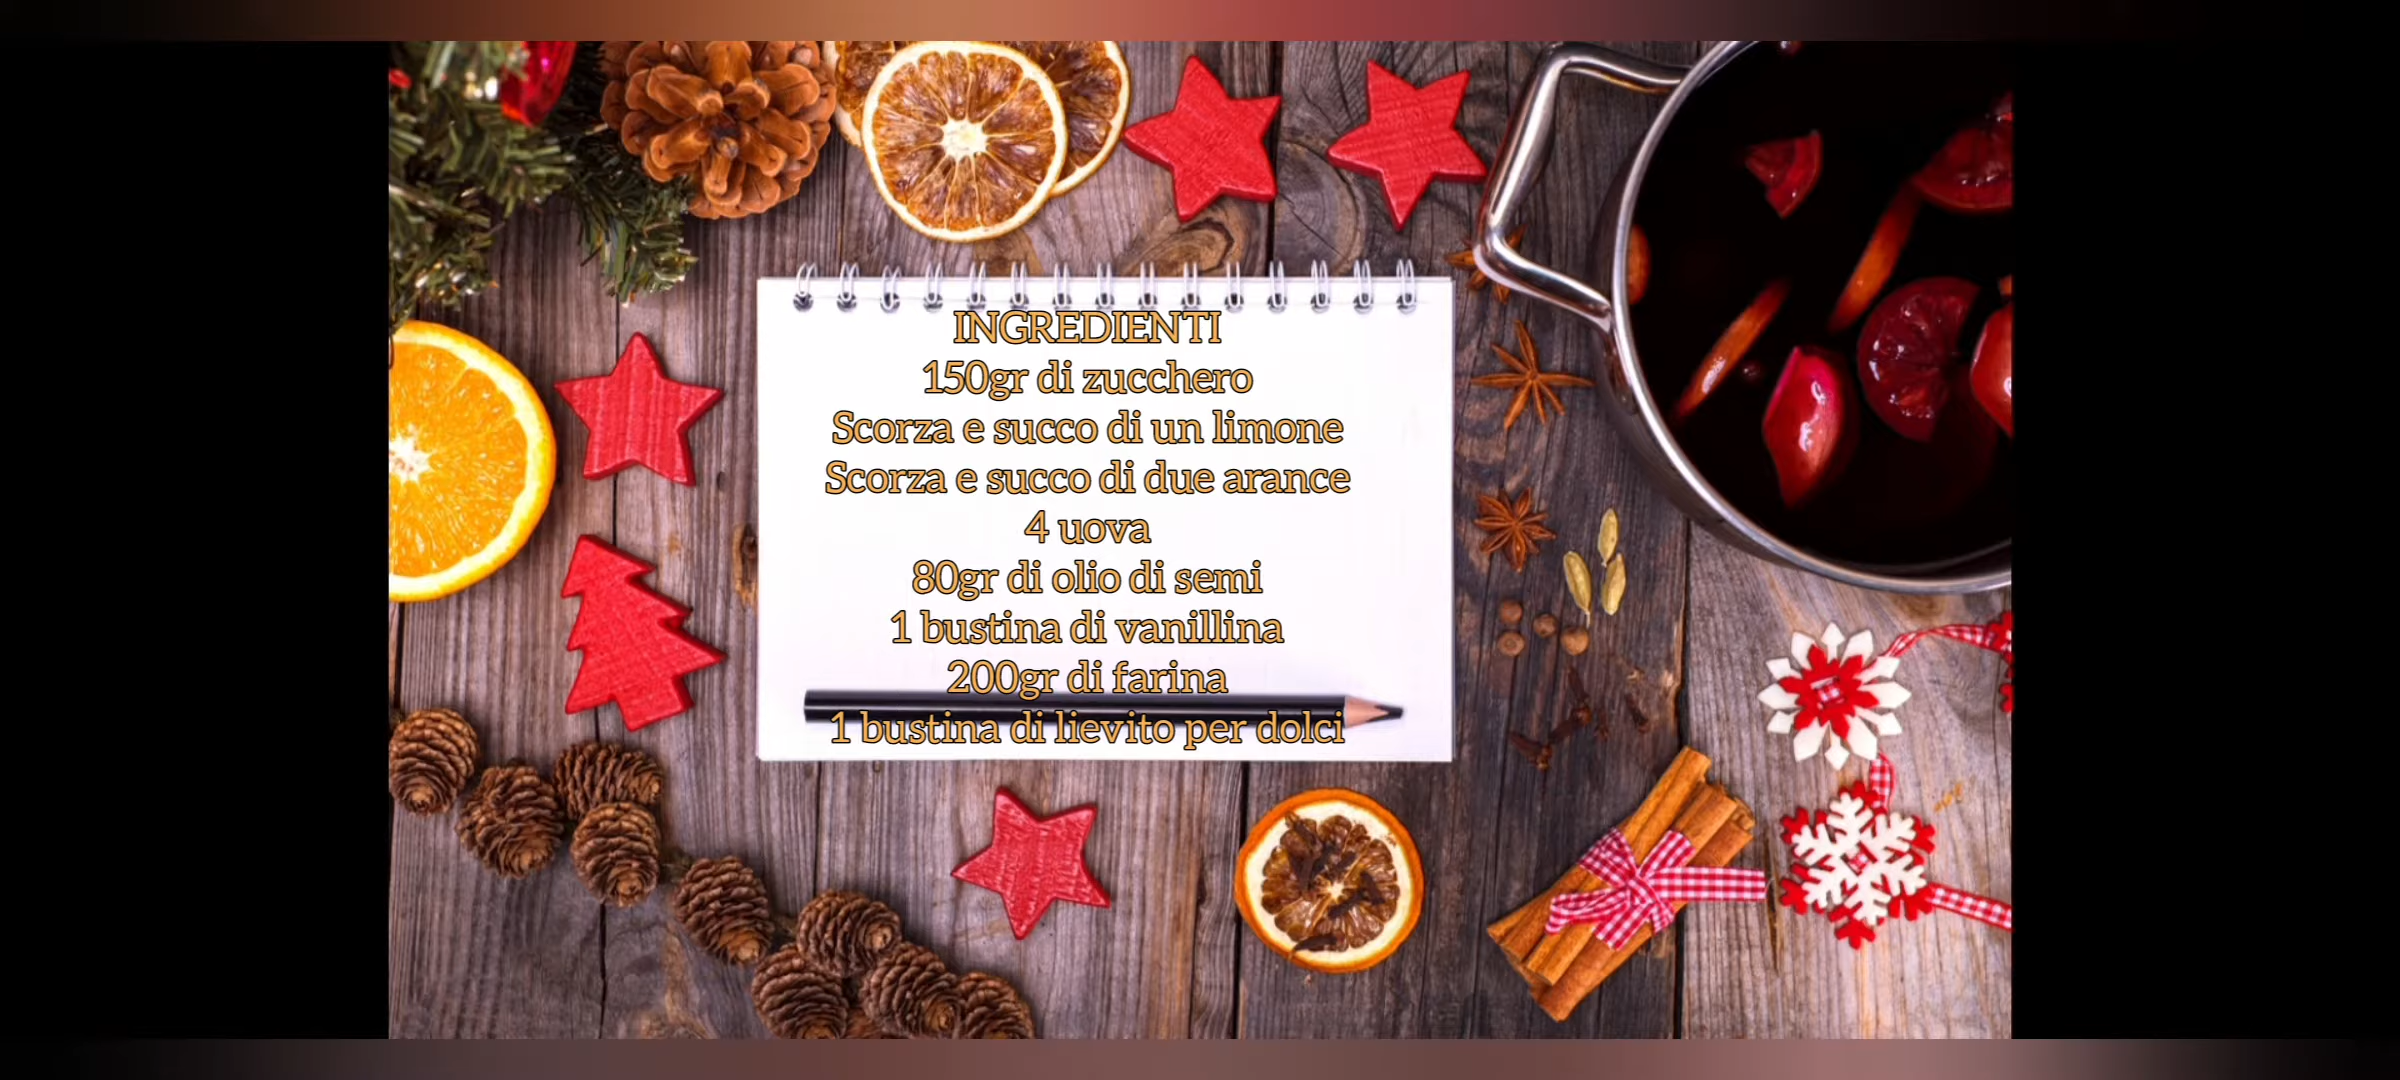 INGREDIENTI
150gr di zucchero
Scorza e succo di un limone
Scorza e succo di due arance
4 uova
80gr di olio di semi
1 bustina di vanillina
200gr di farina
1 bustina di lievito per dolci